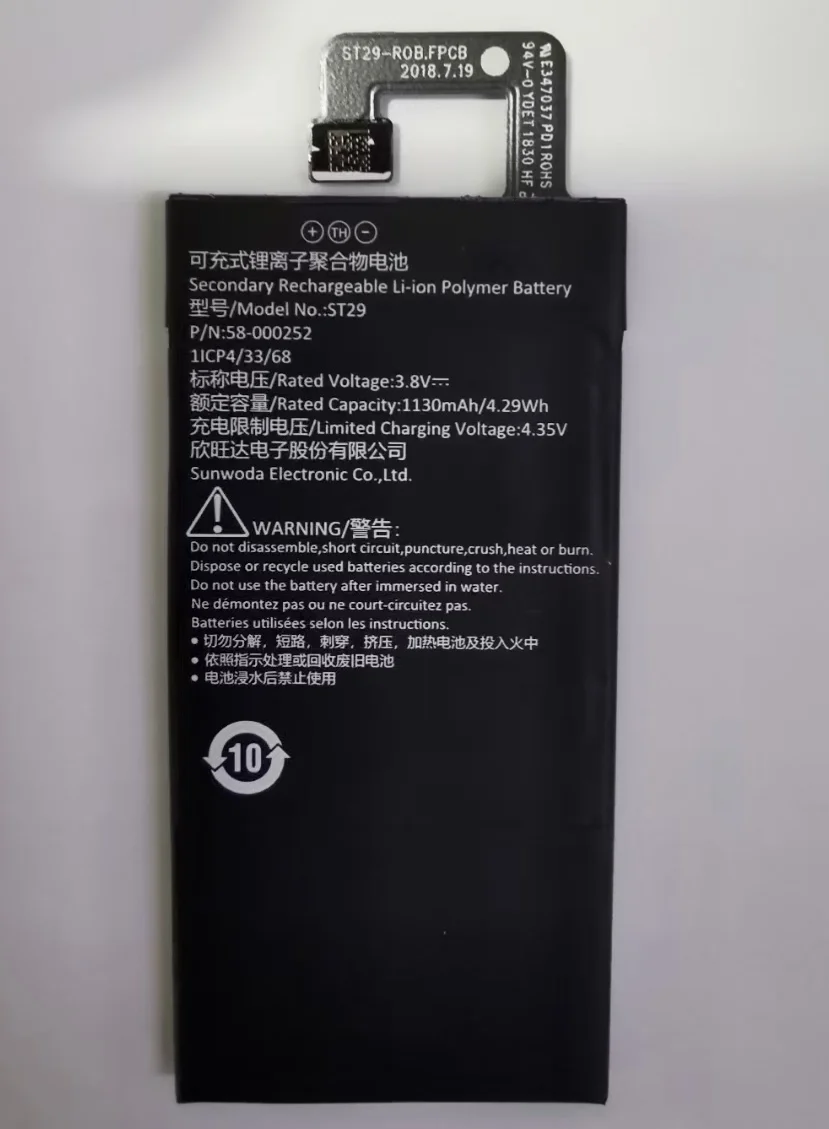 ST29-ROB.FPCB
2018.7.19
E347037 PD1 ROHS
94V-0 YDET 1830 HF
+ TH -
可充式锂离子聚合物电池
Secondary Rechargeable Li-ion Polymer Battery
型号/Model No.:ST29
P/N:58-000252
1ICP4/33/68
标称电压/Rated Voltage:3.8V⎓
额定容量/Rated Capacity:1130mAh/4.29Wh
充电限制电压/Limited Charging Voltage:4.35V
欣旺达电子股份有限公司
Sunwoda Electronic Co.,Ltd.
WARNING/警告:
Do not disassemble,short circuit,puncture,crush,heat or burn.
Dispose or recycle used batteries according to the instructions.
Do not use the battery after immersed in water.
Ne démontez pas ou ne court-circuitez pas.
Batteries utilisées selon les instructions.
• 切勿分解，短路，刺穿，挤压，加热电池及投入火中
• 依照指示处理或回收废旧电池
• 电池浸水后禁止使用
10